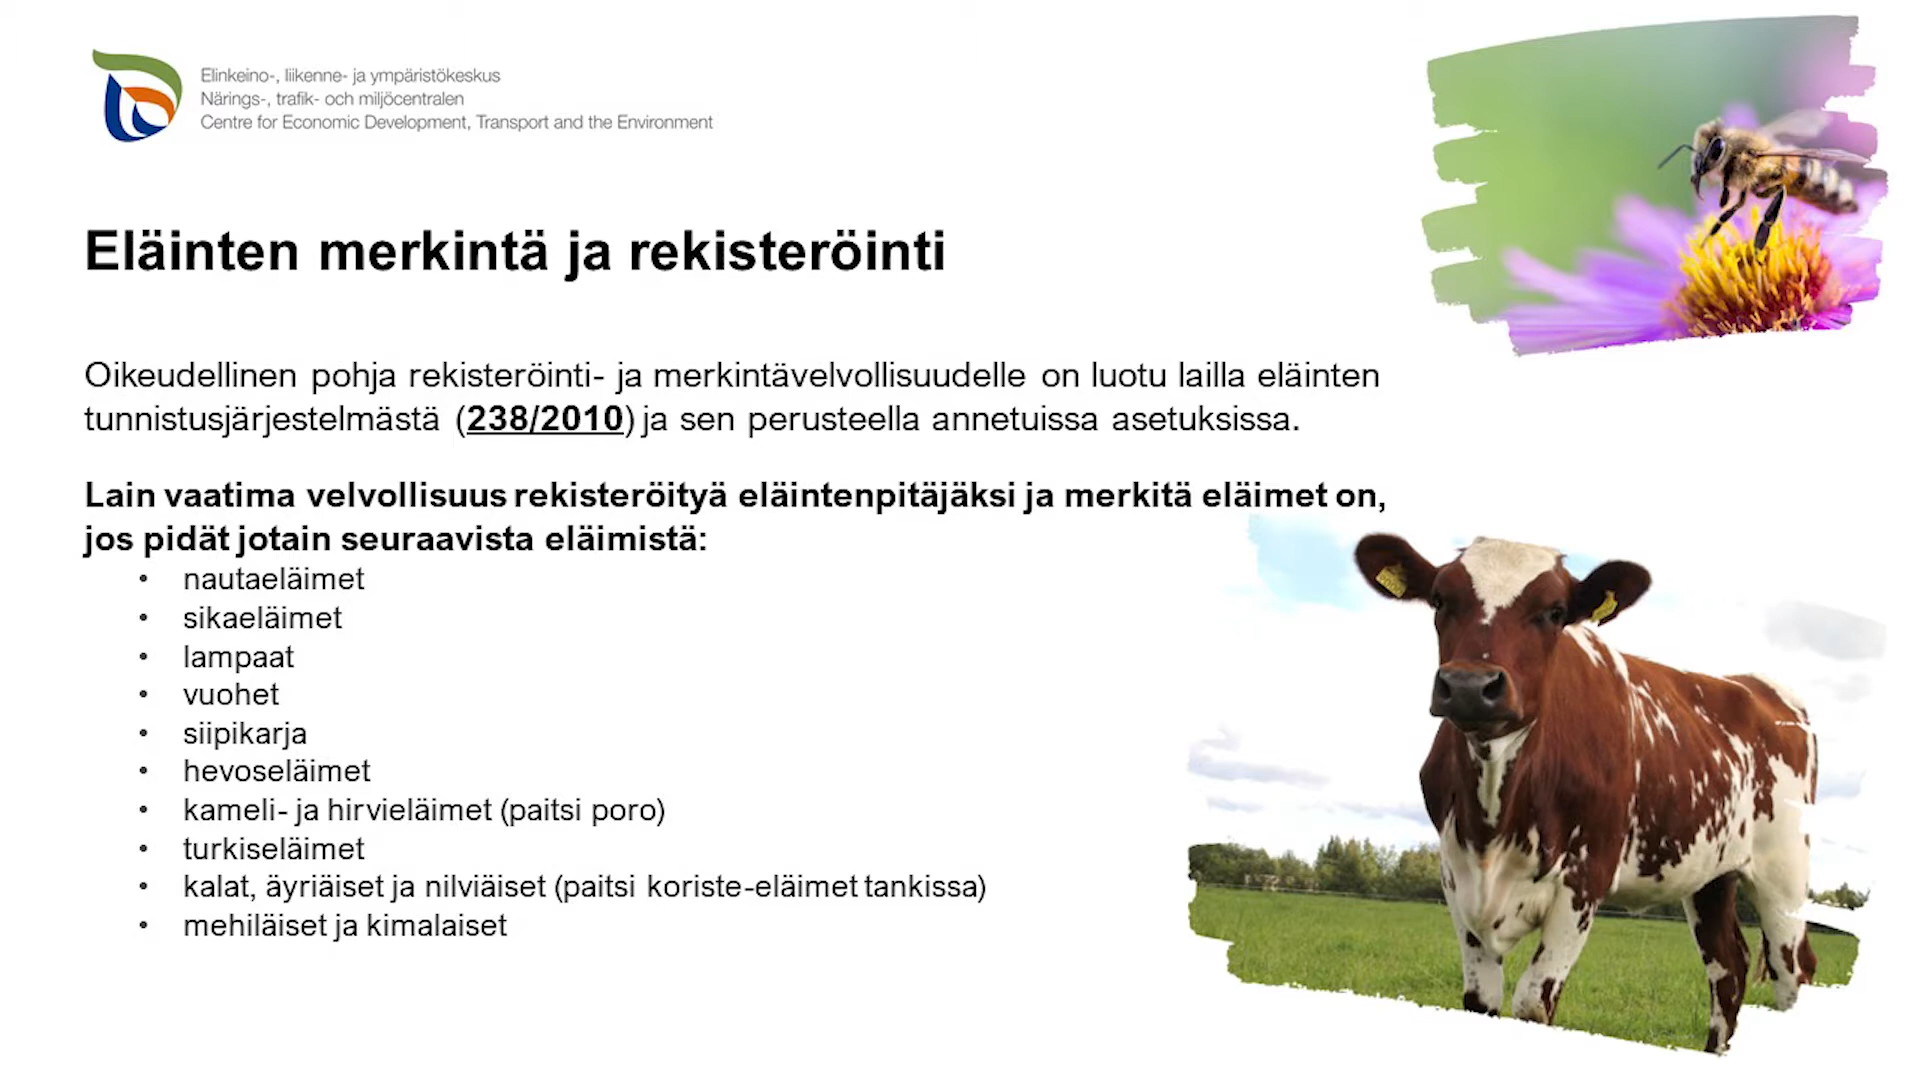 Elinkeino-, liikenne- ja ympäristökeskus
Närings-, trafik- och miljöcentralen
Centre for Economic Development, Transport and the Environment
Eläinten merkintä ja rekisteröinti
Oikeudellinen pohja rekisteröinti- ja merkintävelvollisuudelle on luotu lailla eläinten
tunnistusjärjestelmästä (238/2010) ja sen perusteella annetuissa asetuksissa.
Lain vaatima velvollisuus rekisteröityä eläintenpitäjäksi ja merkitä eläimet on,
jos pidät jotain seuraavista eläimistä:
• nautaeläimet
• sikaeläimet
• lampaat
• vuohet
• siipikarja
• hevoseläimet
• kameli- ja hirvieläimet (paitsi poro)
• turkiseläimet
• kalat, äyriäiset ja nilviäiset (paitsi koriste-eläimet tankissa)
• mehiläiset ja kimalaiset